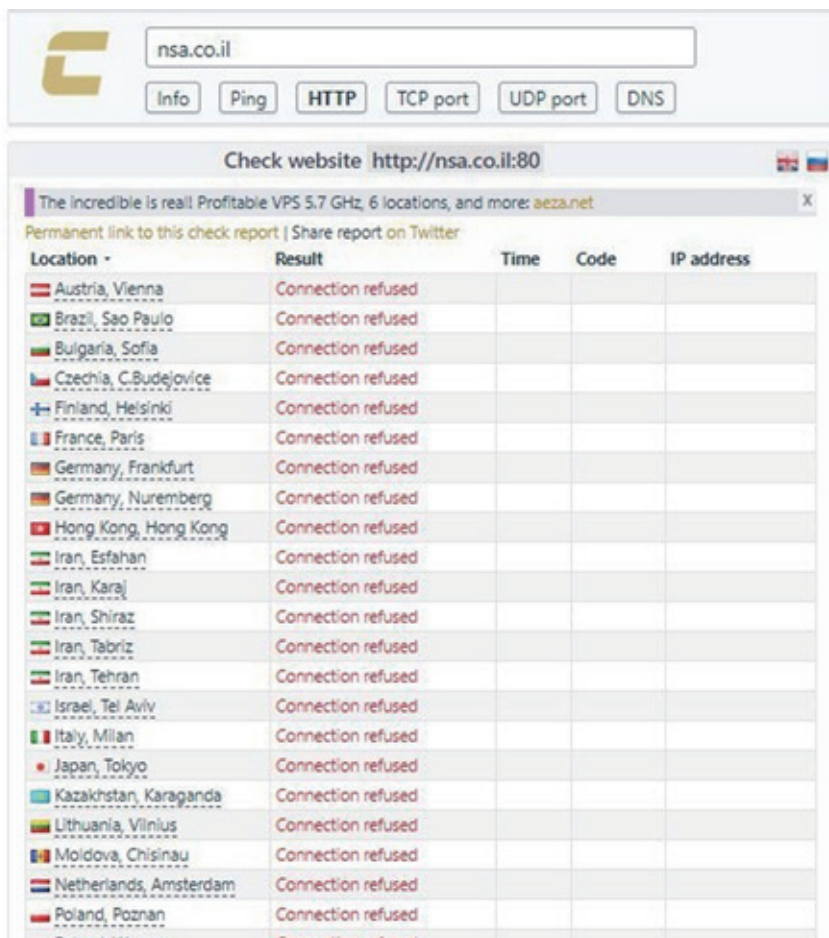 nsa.co.il
Info Ping HTTP TCP port UDP port DNS
Check website http://nsa.co.il:80
The incredible is real! Profitable VPS 5.7 GHz, 6 locations, and more: aeza.net X
Permanent link to this check report | Share report on Twitter
Location Result Time Code IP address
Austria, Vienna Connection refused
Brazil, Sao Paulo Connection refused
Bulgaria, Sofia Connection refused
Czechia, C.Budejovice Connection refused
Finland, Helsinki Connection refused
France, Paris Connection refused
Germany, Frankfurt Connection refused
Germany, Nuremberg Connection refused
Hong Kong, Hong Kong Connection refused
Iran, Esfahan Connection refused
Iran, Karaj Connection refused
Iran, Shiraz Connection refused
Iran, Tabriz Connection refused
Iran, Tehran Connection refused
Israel, Tel Aviv Connection refused
Italy, Milan Connection refused
Japan, Tokyo Connection refused
Kazakhstan, Karaganda Connection refused
Lithuania, Vilnius Connection refused
Moldova, Chisinau Connection refused
Netherlands, Amsterdam Connection refused
Poland, Poznan Connection refused